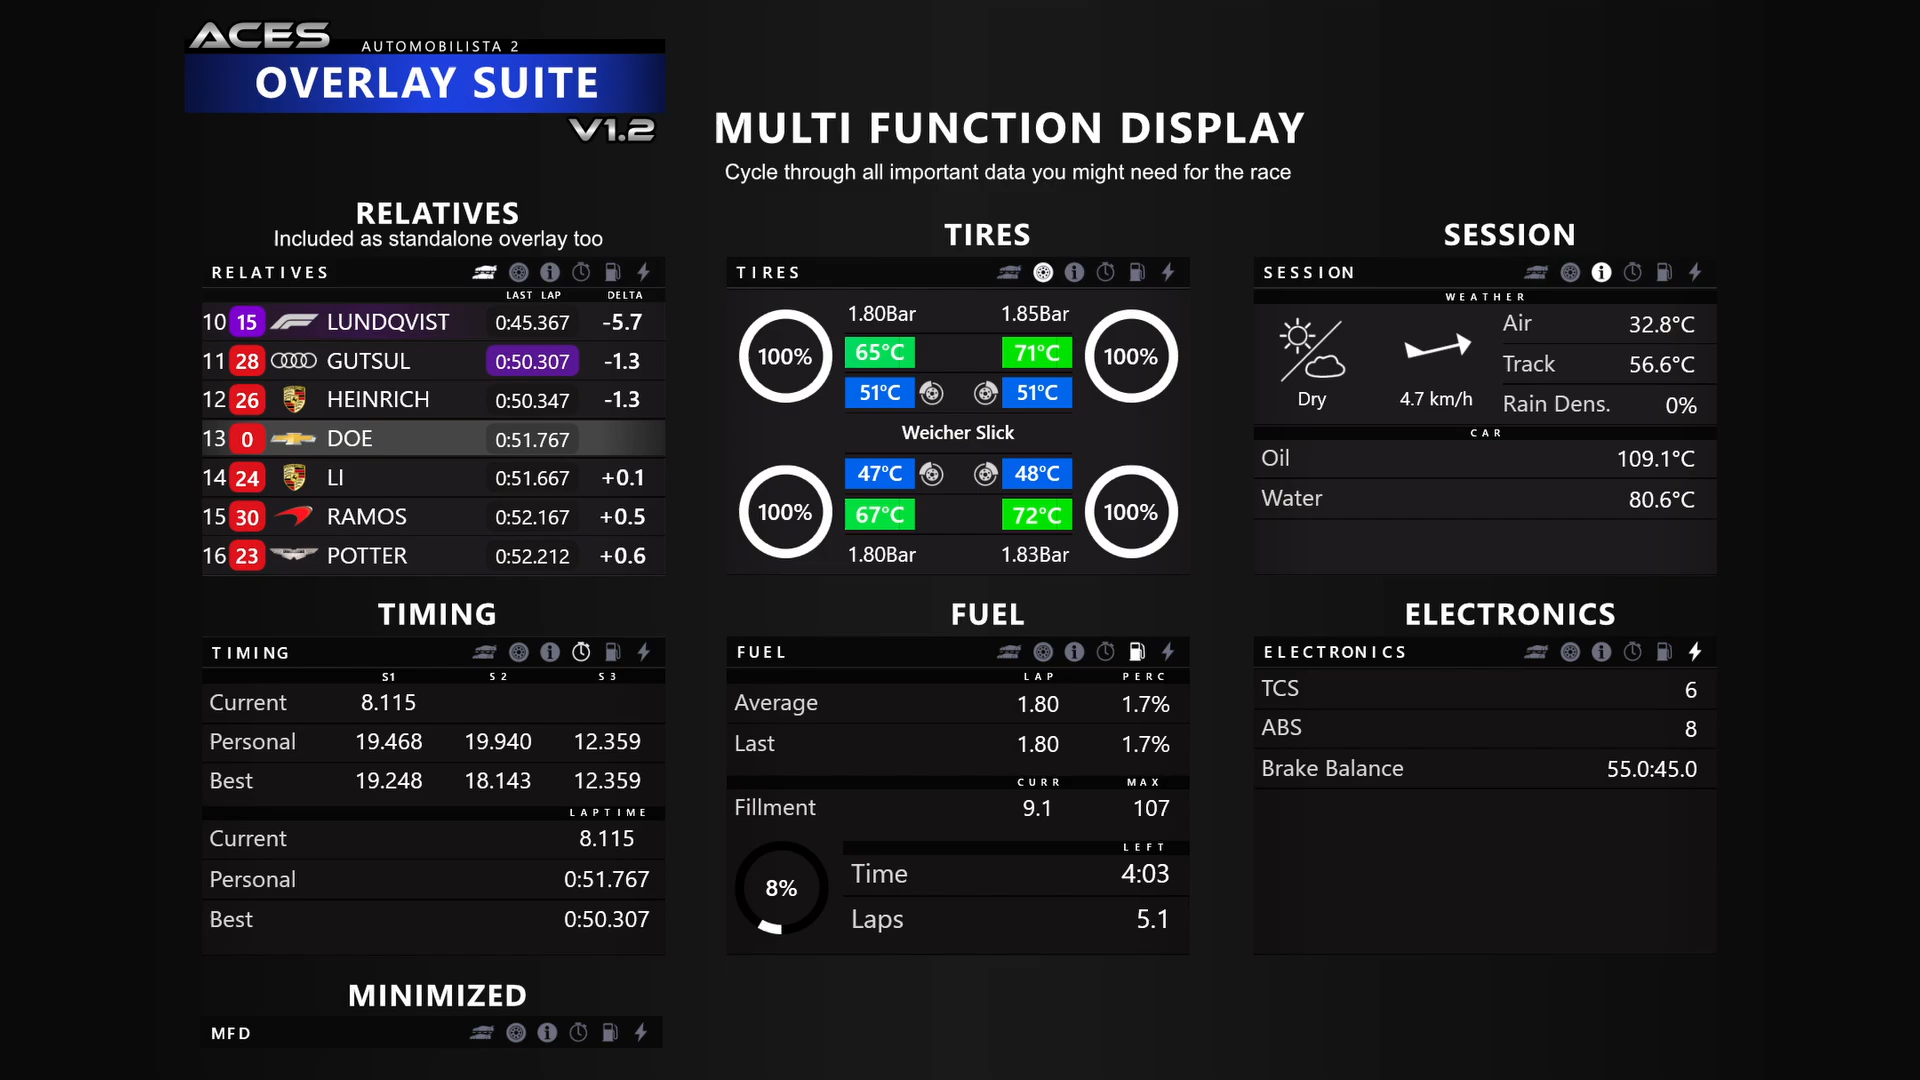 ACES
AUTOMOBILISTA 2
OVERLAY SUITE
V1.2
MULTI FUNCTION DISPLAY
Cycle through all important data you might need for the race
RELATIVES
Included as standalone overlay too
RELATIVES
LAST LAP DELTA
10 15 LUNDQVIST 0:45.367 -5.7
11 28 GUTSUL 0:50.307 -1.3
12 26 HEINRICH 0:50.347 -1.3
13 0 DOE 0:51.767
14 24 LI 0:51.667 +0.1
15 30 RAMOS 0:52.167 +0.5
16 23 POTTER 0:52.212 +0.6
TIRES
TIRES
1.80Bar 1.85Bar
100% 65°C 71°C 100%
51°C 51°C
Weicher Slick
47°C 48°C
100% 67°C 72°C 100%
1.80Bar 1.83Bar
SESSION
SESSION
WEATHER
Air 32.8°C
Track 56.6°C
Dry 4.7 km/h Rain Dens. 0%
CAR
Oil 109.1°C
Water 80.6°C
TIMING
TIMING
S1 S2 S3
Current 8.115
Personal 19.468 19.940 12.359
Best 19.248 18.143 12.359
LAPTIME
Current 8.115
Personal 0:51.767
Best 0:50.307
FUEL
FUEL
LAP PERC
Average 1.80 1.7%
Last 1.80 1.7%
CURR MAX
Fillment 9.1 107
LEFT
8% Time 4:03
Laps 5.1
ELECTRONICS
ELECTRONICS
TCS 6
ABS 8
Brake Balance 55.0:45.0
MINIMIZED
MFD